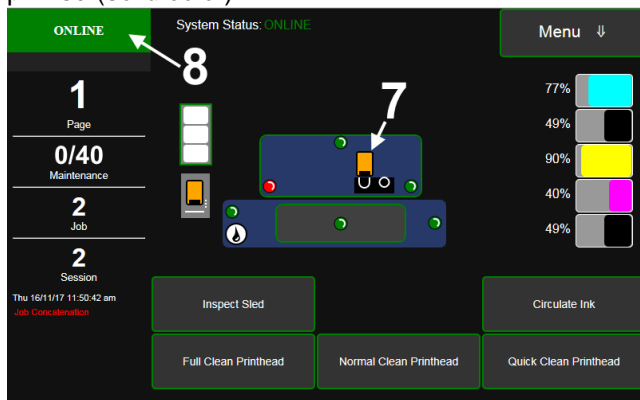 ONLINE
System Status: ONLINE
Menu ⇓
8
7
1
Page
0/40
Maintenance
2
Job
2
Session
Thu 16/11/17 11:50:42 am
Job Concatenation
77%
49%
90%
40%
49%
Inspect Sled
Circulate Ink
Full Clean Printhead
Normal Clean Printhead
Quick Clean Printhead